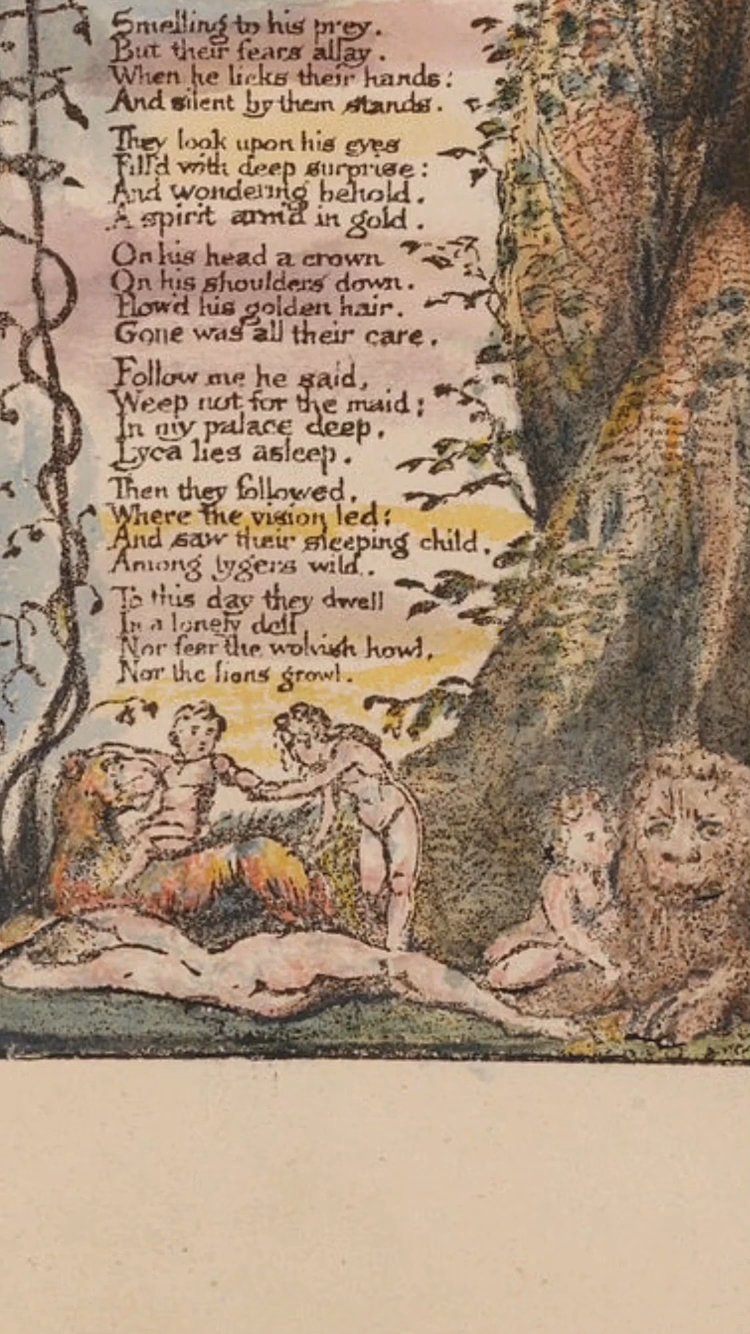 Smelling to his prey.
But their fears allay.
When he licks their hands:
And silent by them stands.
They look upon his eyes
Fill'd with deep surprise:
And wondering behold.
A spirit arm'd in gold.
On his head a crown
On his shoulders down.
Flow'd his golden hair.
Gone was all their care.
Follow me he said,
Weep not for the maid;
In my palace deep.
Lyca lies asleep.
Then they followed.
Where the vision led:
And saw their sleeping child.
Among tygers wild.
To this day they dwell
In a lonely dell
Nor fear the wolvish howl.
Nor the lions growl.